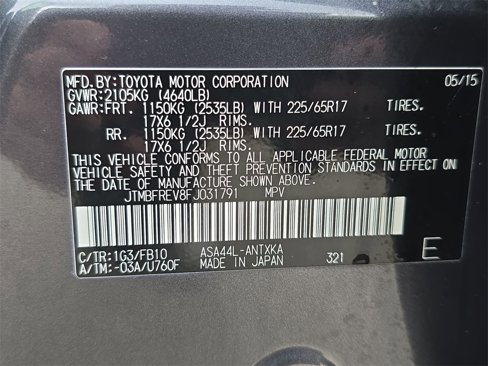 MFD.BY:TOYOTA MOTOR CORPORATION 05/15
GVWR:2105KG (4640LB)
GAWR:FRT. 1150KG (2535LB) WITH 225/65R17 TIRES.
17X6 1/2J RIMS.
RR. 1150KG (2535LB) WITH 225/65R17 TIRES.
17X6 1/2J RIMS.
THIS VEHICLE CONFORMS TO ALL APPLICABLE FEDERAL MOTOR
VEHICLE SAFETY AND THEFT PREVENTION STANDARDS IN EFFECT
ON THE DATE OF MANUFACTURE SHOWN ABOVE.
JTMBFREV8FJ031791 MPV
C/TR:1G3/FB10 ASA44L-ANTXKA
A/TM:-03A/U760F MADE IN JAPAN 321 E